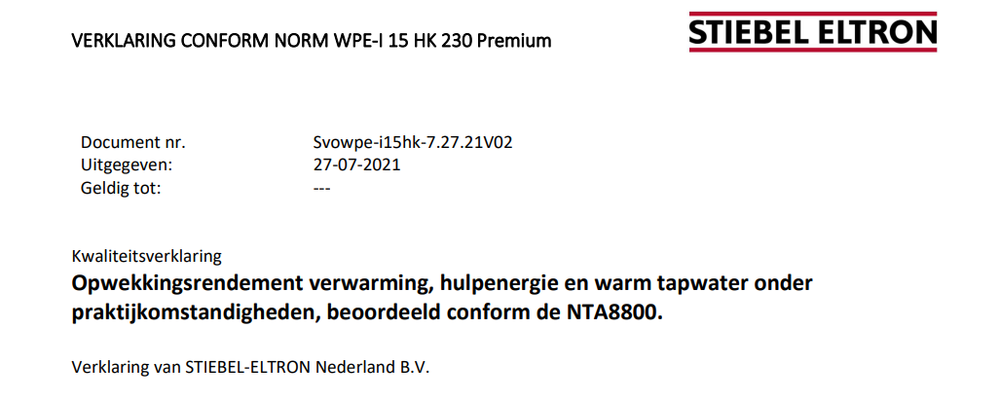 VERKLARING CONFORM NORM WPE-I 15 HK 230 Premium
STIEBEL ELTRON
Document nr. Svowpe-i15hk-7.27.21V02
Uitgegeven: 27-07-2021
Geldig tot: ---
Kwaliteitsverklaring
Opwekkingsrendement verwarming, hulpenergie en warm tapwater onder
praktijkomstandigheden, beoordeeld conform de NTA8800.
Verklaring van STIEBEL-ELTRON Nederland B.V.